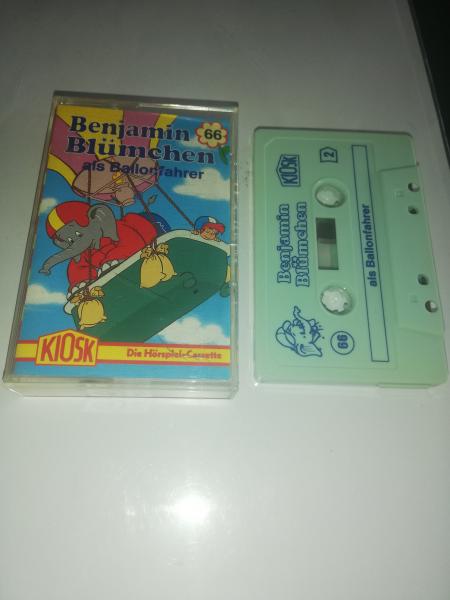 Benjamin
Blümchen
66
als Ballonfahrer
KIOSK
Die Hörspiel-Cassette
KIOSK
2
Benjamin
Blümchen
als Ballonfahrer
66